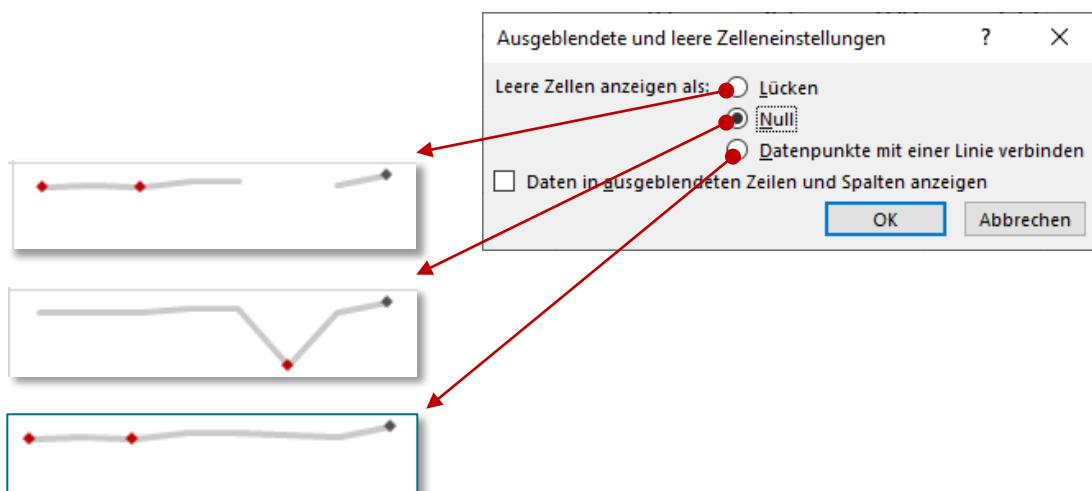 Ausgeblendete und leere Zelleneinstellungen ? ×
Leere Zellen anzeigen als: Lücken
Null
Datenpunkte mit einer Linie verbinden
Daten in ausgeblendeten Zeilen und Spalten anzeigen
OK Abbrechen